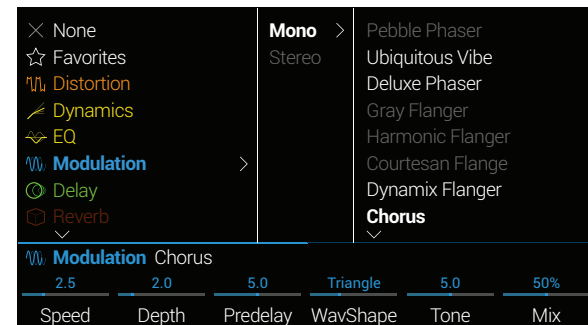 None
Favorites
Distortion
Dynamics
EQ
Modulation
Delay
Reverb
Mono
Stereo
Pebble Phaser
Ubiquitous Vibe
Deluxe Phaser
Gray Flanger
Harmonic Flanger
Courtesan Flange
Dynamix Flanger
Chorus
Modulation Chorus
2.5 2.0 5.0 Triangle 5.0 50%
Speed Depth Predelay WavShape Tone Mix